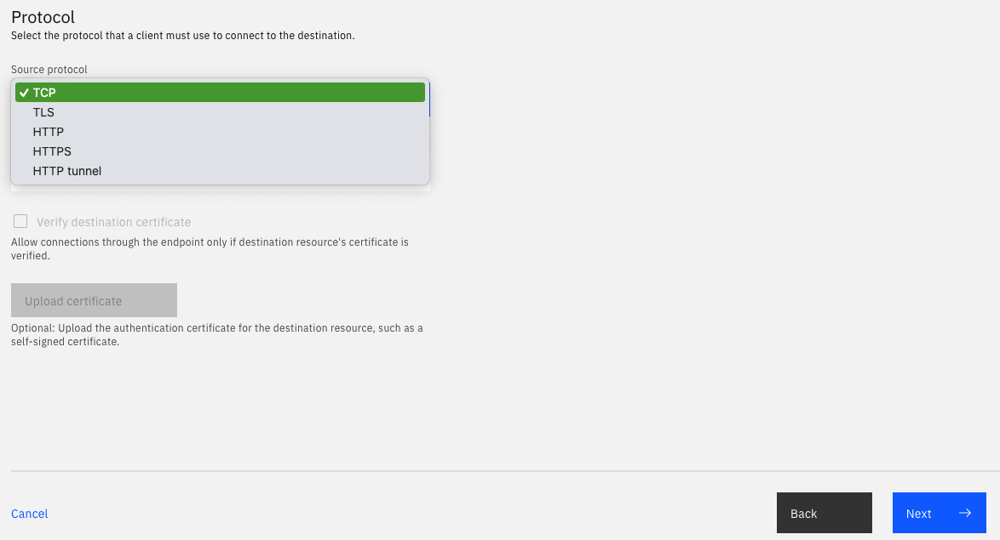 Protocol
Select the protocol that a client must use to connect to the destination.
Source protocol
TCP
TLS
HTTP
HTTPS
HTTP tunnel
Verify destination certificate
Allow connections through the endpoint only if destination resource's certificate is
verified.
Upload certificate
Optional: Upload the authentication certificate for the destination resource, such as a
self-signed certificate.
Cancel
Back
Next